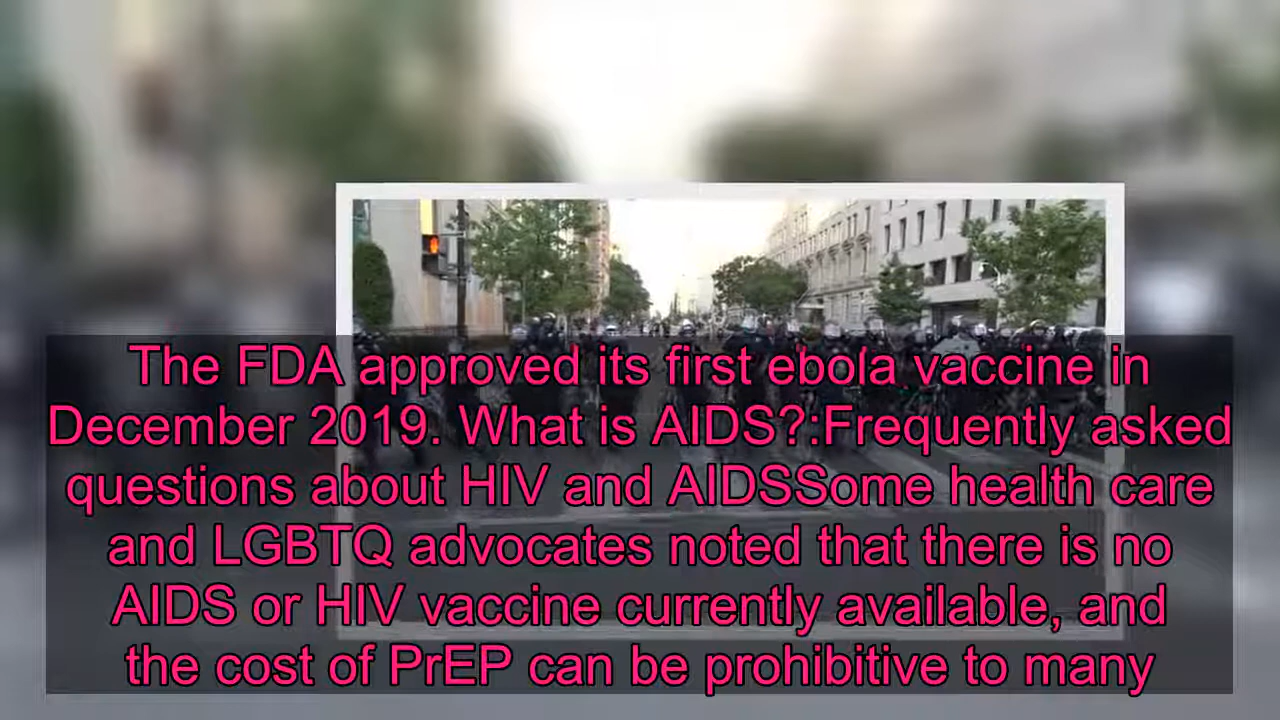 The FDA approved its first ebola vaccine in
December 2019. What is AIDS?:Frequently asked
questions about HIV and AIDSSome health care
and LGBTQ advocates noted that there is no
AIDS or HIV vaccine currently available, and
the cost of PrEP can be prohibitive to many